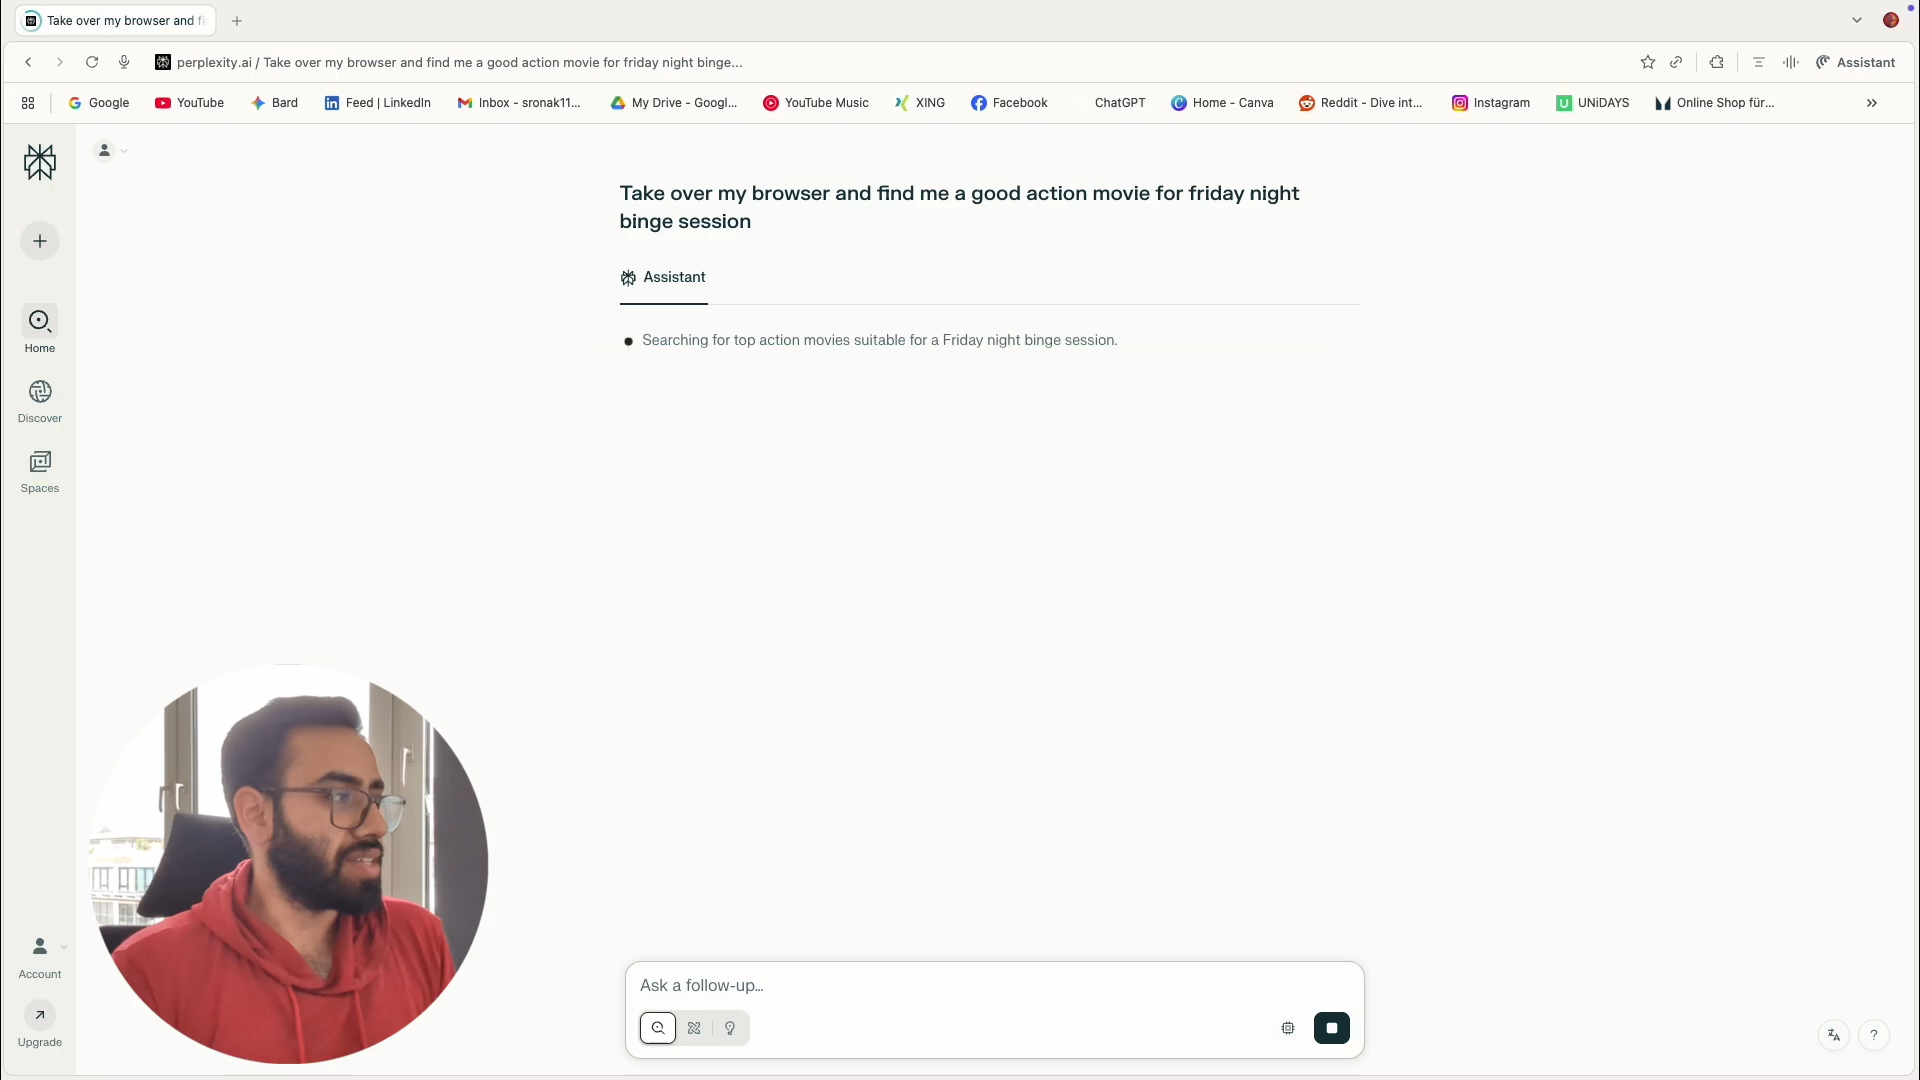 Take over my browser and fi
perplexity.ai / Take over my browser and find me a good action movie for friday night binge...
Assistant
Google
YouTube
Bard
Feed | LinkedIn
Inbox - sronak11...
My Drive - Googl...
YouTube Music
XING
Facebook
ChatGPT
Home - Canva
Reddit - Dive int...
Instagram
UNiDAYS
Online Shop für...
Take over my browser and find me a good action movie for friday night
binge session
Assistant
Searching for top action movies suitable for a Friday night binge session.
Home
Discover
Spaces
Account
Upgrade
Ask a follow-up...